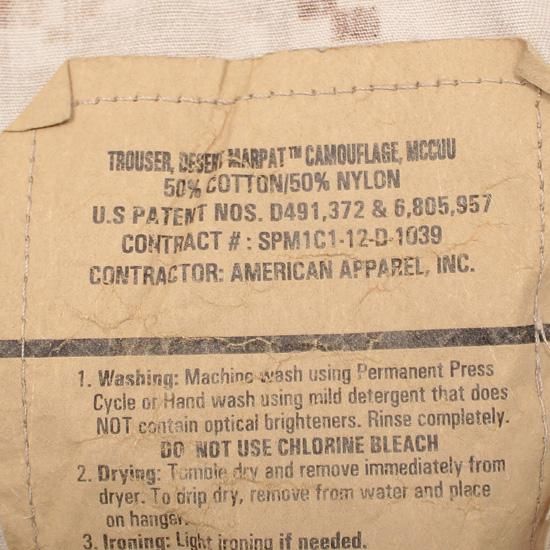 TROUSER, DESERT MARPAT™ CAMOUFLAGE, MCCUU
50% COTTON/50% NYLON
U.S PATENT NOS. D491,372 & 6,805,957
CONTRACT # : SPM1C1-12-D-1039
CONTRACTOR: AMERICAN APPAREL, INC.
1. Washing: Machine wash using Permanent Press
Cycle or Hand wash using mild detergent that does
NOT contain optical brighteners. Rinse completely.
DO NOT USE CHLORINE BLEACH
2. Drying: Tumble dry and remove immediately from
dryer. To drip dry, remove from water and place
on hanger.
3. Ironing: Light ironing if needed.